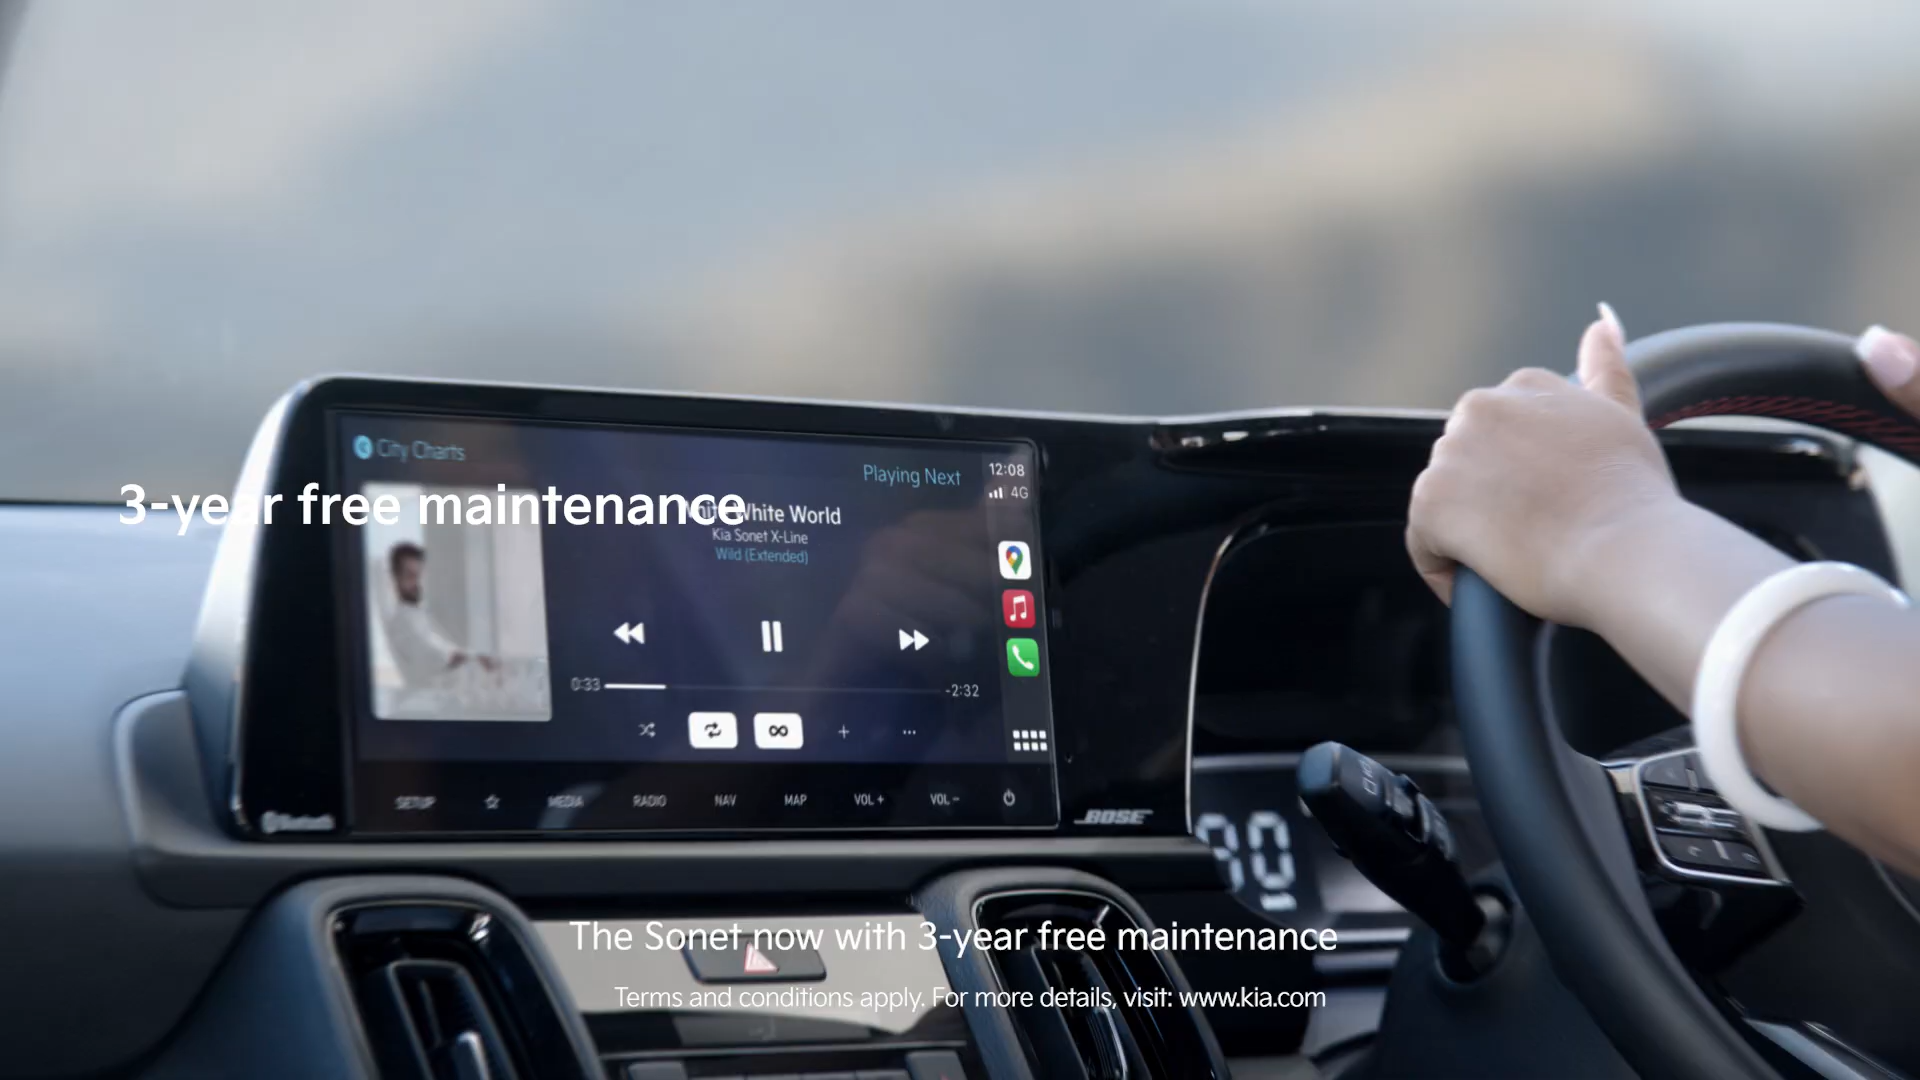 City Charts
Playing Next
12:08
4G
3-year free maintenance
White World
Kia Sonet X-Line
Wild (Extended)
0:33
-2:32
SETUP
MEDIA
RADIO
NAV
MAP
VOL +
VOL -
Bluetooth
BOSE
The Sonet now with 3-year free maintenance
Terms and conditions apply. For more details, visit: www.kia.com